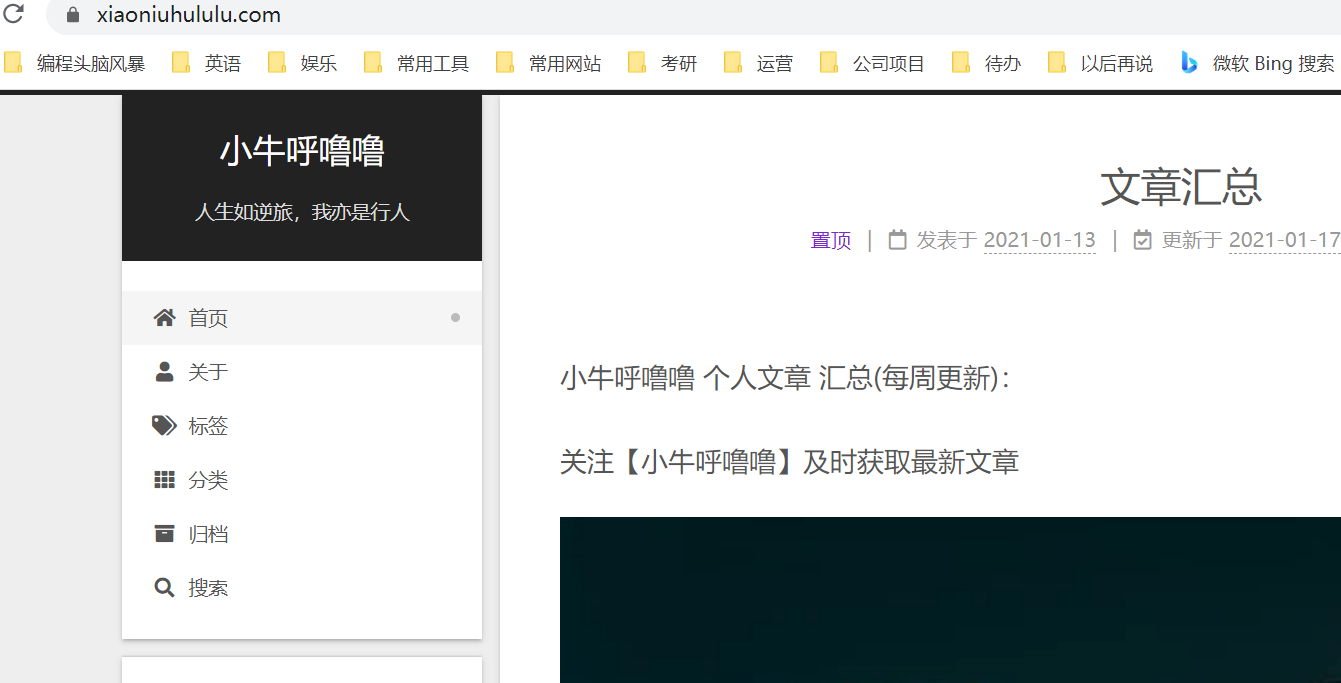 xiaoniuhululu.com
编程头脑风暴 英语 娱乐 常用工具 常用网站 考研 运营 公司项目 待办 以后再说 微软 Bing 搜索
小牛呼噜噜
人生如逆旅，我亦是行人
首页
关于
标签
分类
归档
搜索
文章汇总
置顶 | 发表于 2021-01-13 | 更新于 2021-01-17
小牛呼噜噜 个人文章 汇总(每周更新)：
关注【小牛呼噜噜】及时获取最新文章